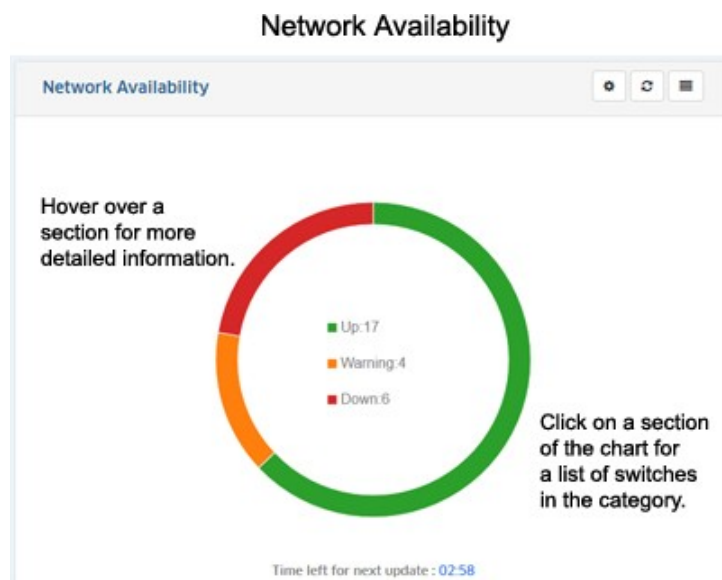 Network Availability
Network Availability
Hover over a
section for more
detailed information.
Up:17
Warning:4
Down:6
Click on a section
of the chart for
a list of switches
in the category.
Time left for next update : 02:58